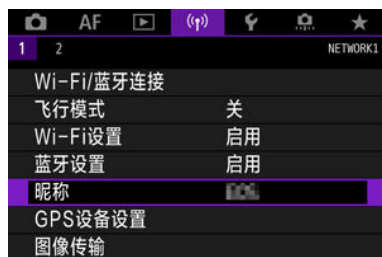 AF
1 2 NETWORK1
Wi-Fi/蓝牙连接
飞行模式 关
Wi-Fi设置 启用
蓝牙设置 启用
昵称
GPS设备设置
图像传输